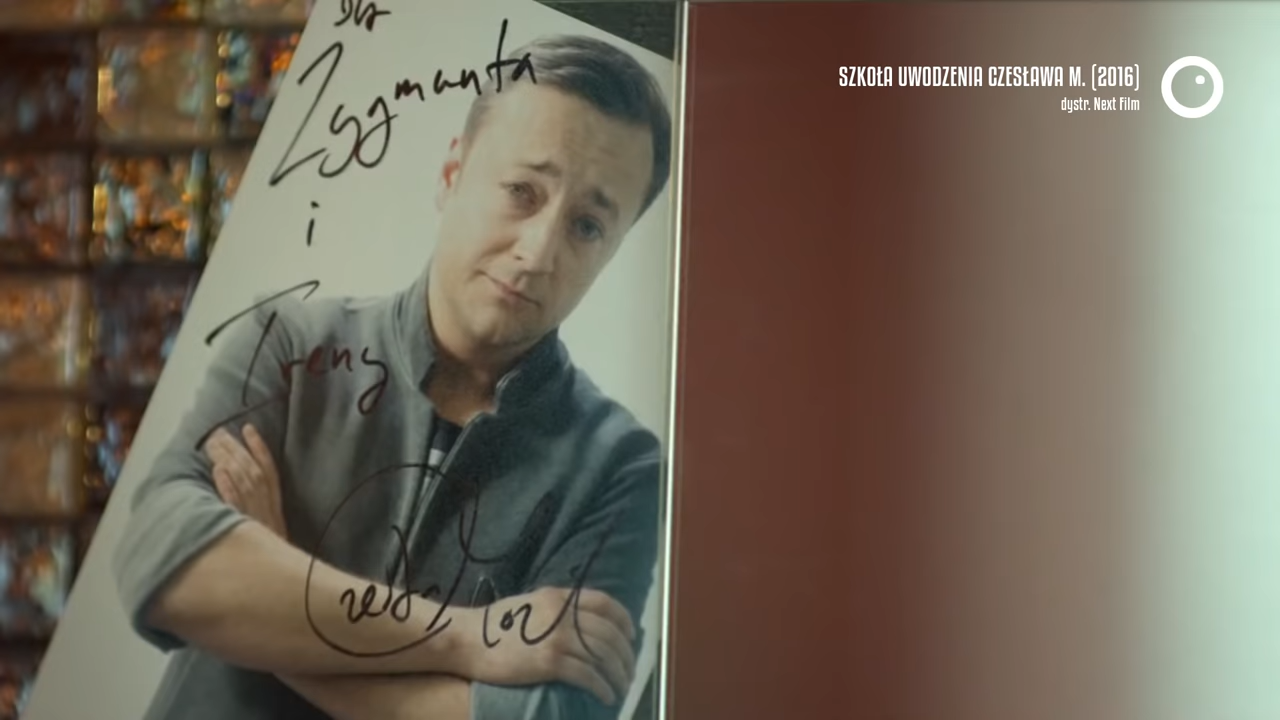 Dla
Zygmunta
i
Ireny
SZKOŁA UWODZENIA CZESŁAWA M. (2016)
dystr. Next Film